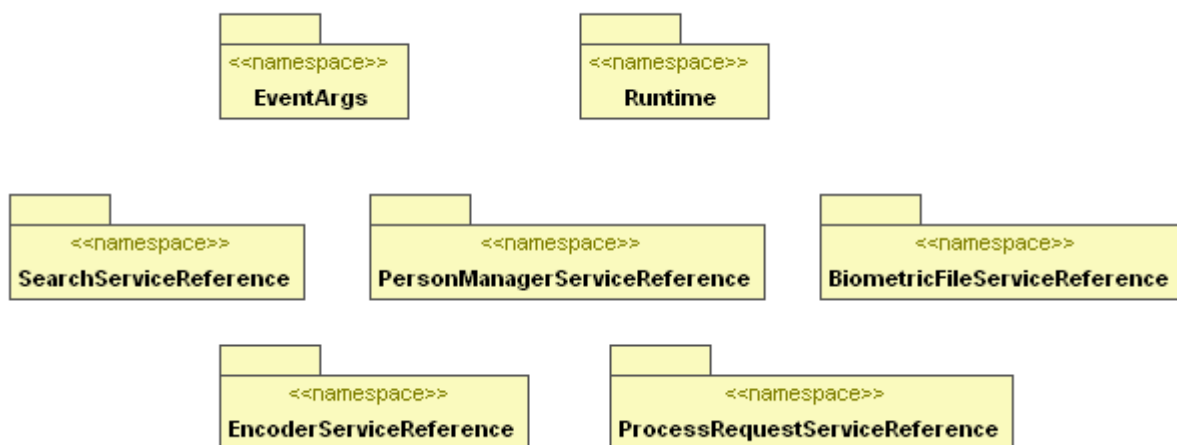 <<namespace>>
EventArgs
<<namespace>>
Runtime
<<namespace>>
SearchServiceReference
<<namespace>>
PersonManagerServiceReference
<<namespace>>
BiometricFileServiceReference
<<namespace>>
EncoderServiceReference
<<namespace>>
ProcessRequestServiceReference